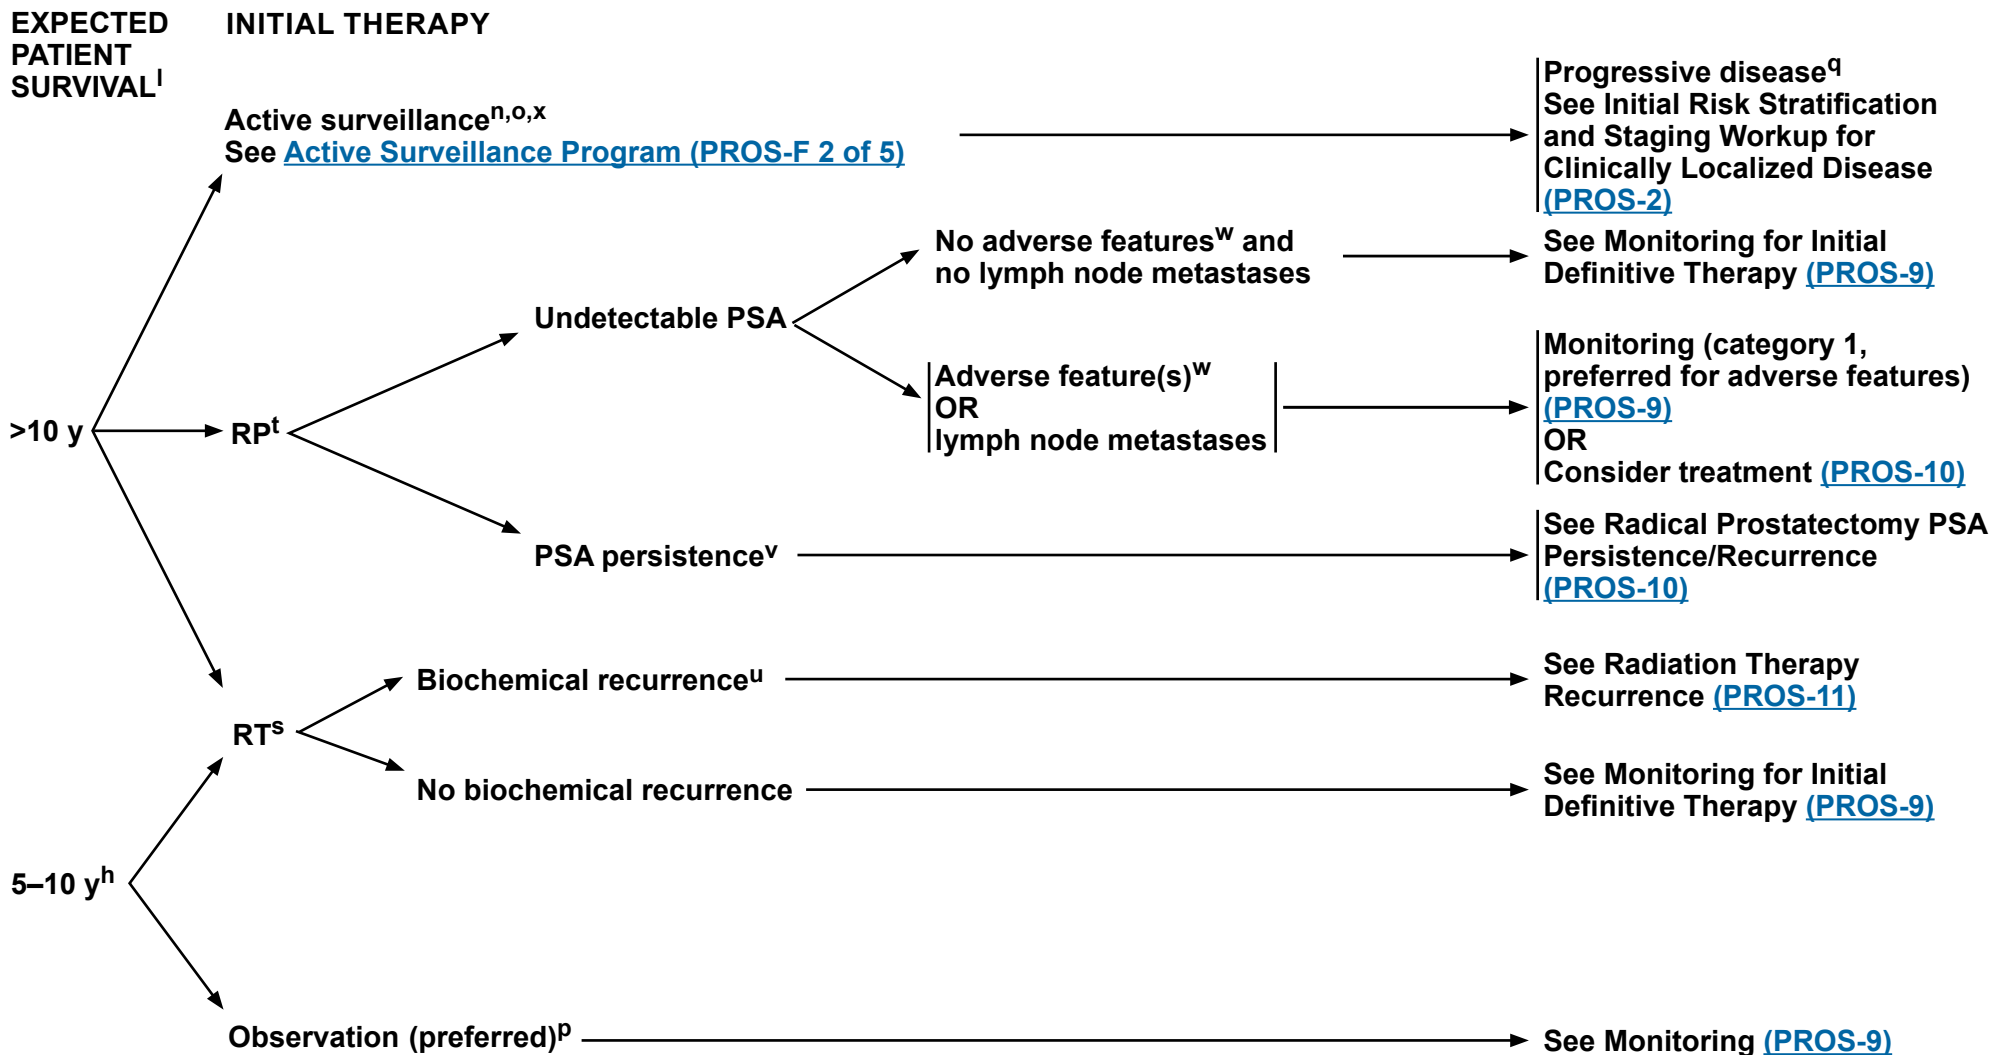 EXPECTED
PATIENT
SURVIVALˡ
INITIAL THERAPY
Active surveillanceⁿ,ᵒ,ˣ
See Active Surveillance Program (PROS-F 2 of 5)
Progressive disease^q
See Initial Risk Stratification
and Staging Workup for
Clinically Localized Disease
(PROS-2)
No adverse featuresʷ and
no lymph node metastases
See Monitoring for Initial
Definitive Therapy (PROS-9)
Undetectable PSA
Adverse feature(s)ʷ
OR
lymph node metastases
Monitoring (category 1,
preferred for adverse features)
(PROS-9)
OR
Consider treatment (PROS-10)
>10 y
RPᵗ
PSA persistenceᵛ
See Radical Prostatectomy PSA
Persistence/Recurrence
(PROS-10)
Biochemical recurrenceᵘ
See Radiation Therapy
Recurrence (PROS-11)
RTˢ
No biochemical recurrence
See Monitoring for Initial
Definitive Therapy (PROS-9)
5–10 yʰ
Observation (preferred)ᵖ
See Monitoring (PROS-9)